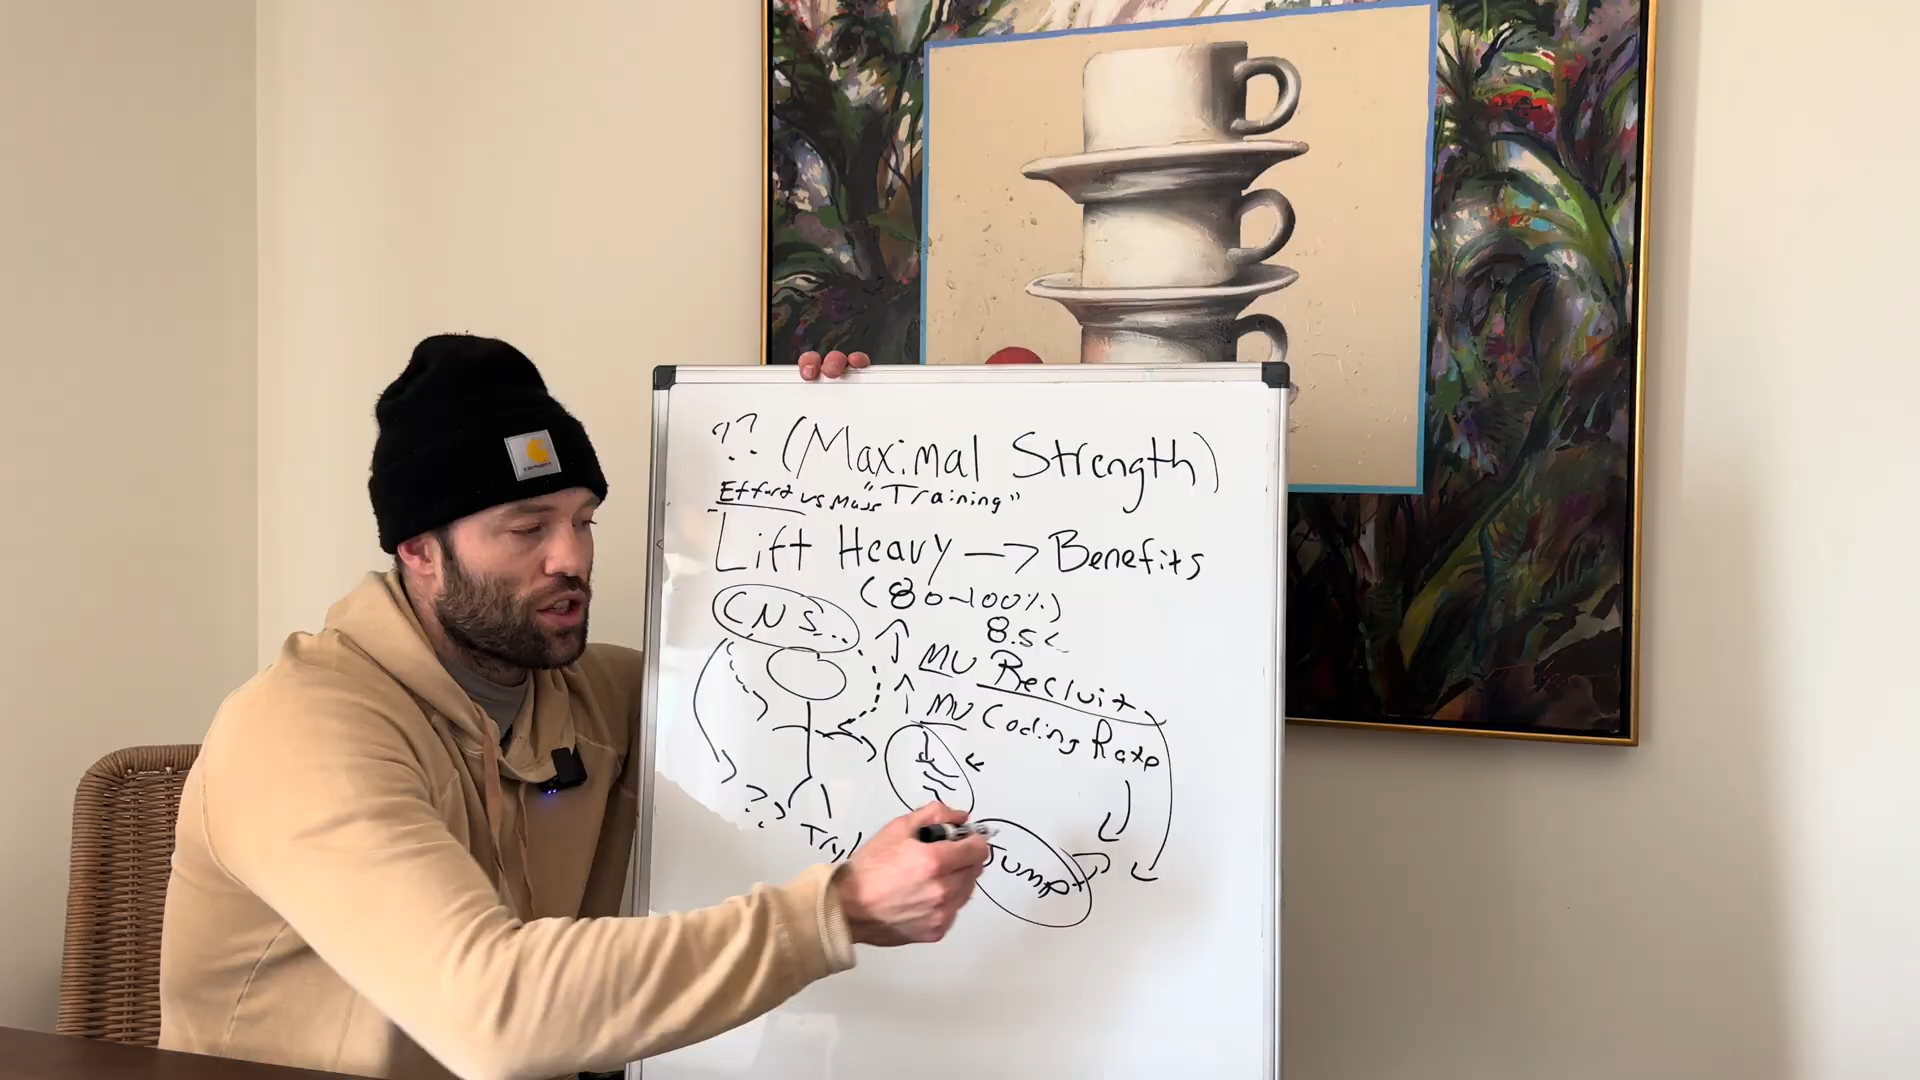 ?? (Maximal Strength)
Effort vs Mass "Training"
Lift Heavy —> Benefits
(80-100%)
CNS...
8.5<
↑ MU Recruit
↑ MU Coding Rate
??
Try!
Jump